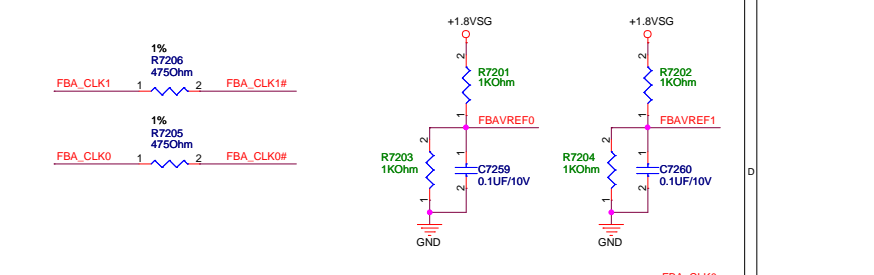 1%
R7206
475Ohm
FBA_CLK1
1
2
FBA_CLK1#
1%
R7205
475Ohm
FBA_CLK0
1
2
FBA_CLK0#
+1.8VSG
2
R7201
1KOhm
1
FBAVREF0
2
R7203
1KOhm
1
1
C7259
0.1UF/10V
2
GND
+1.8VSG
2
R7202
1KOhm
1
FBAVREF1
2
R7204
1KOhm
1
1
C7260
0.1UF/10V
2
GND
D